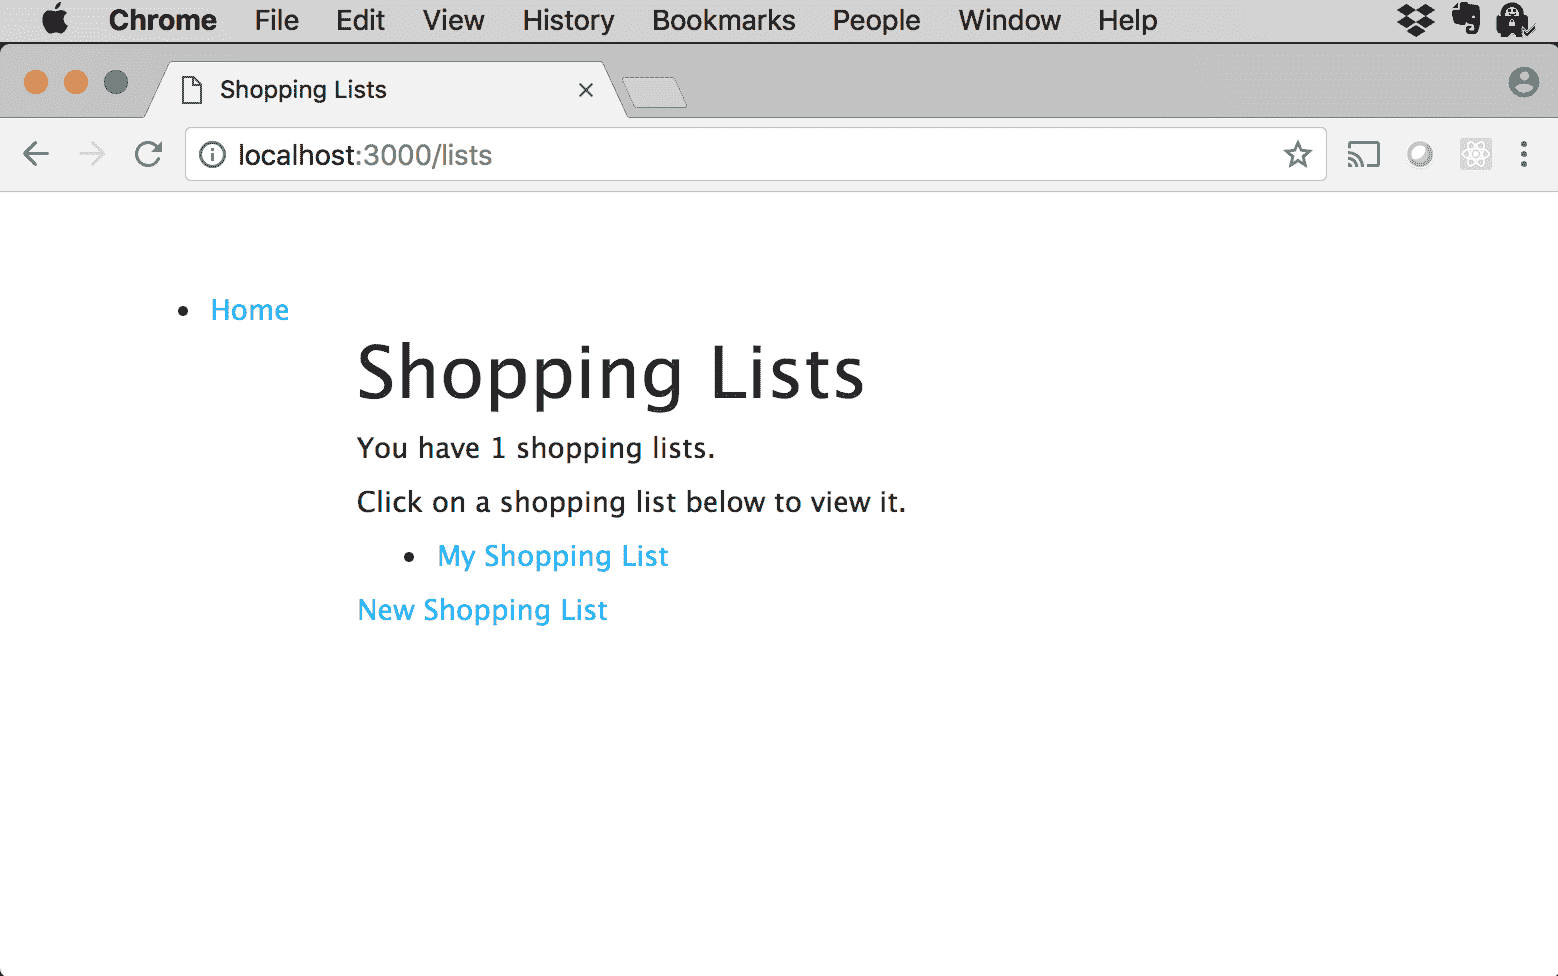 Chrome File Edit View History Bookmarks People Window Help
Shopping Lists
localhost:3000/lists
Home
Shopping Lists
You have 1 shopping lists.
Click on a shopping list below to view it.
My Shopping List
New Shopping List